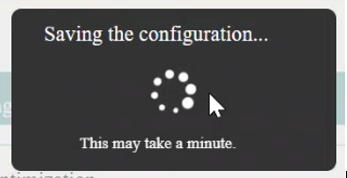 Saving the configuration...
This may take a minute.